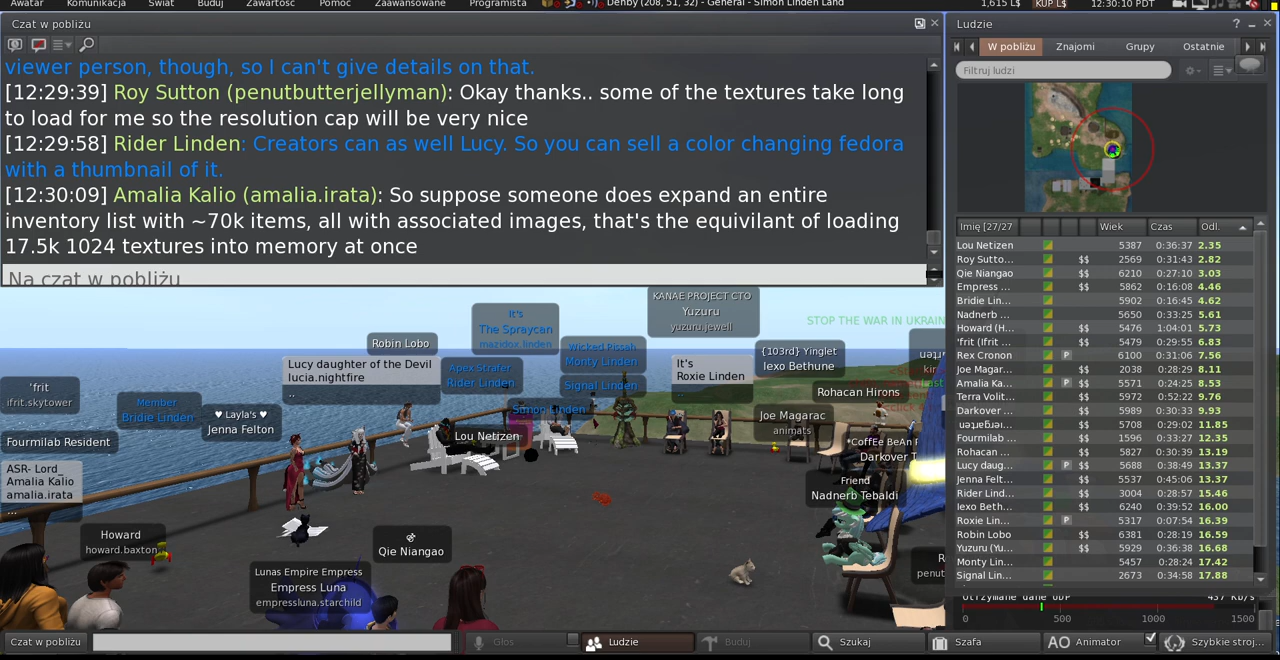 Awatar Komunikacja Świat Buduj Zawartość Pomoc Zaawansowane Programista Denby (208, 51, 32) - General - Simon Linden Land 1,615 L$ KUP L$ 12:30:10 PDT
Czat w pobliżu
viewer person, though, so I can't give details on that.
[12:29:39] Roy Sutton (penutbutterjellyman): Okay thanks.. some of the textures take long
to load for me so the resolution cap will be very nice
[12:29:58] Rider Linden: Creators can as well Lucy. So you can sell a color changing fedora
with a thumbnail of it.
[12:30:09] Amalia Kalio (amalia.irata): So suppose someone does expand an entire
inventory list with ~70k items, all with associated images, that's the equivilant of loading
17.5k 1024 textures into memory at once
Na czat w pobliżu
KANAE PROJECT CTO
Yuzuru
yuzuru.jewell
STOP THE WAR IN UKRAIN
It's
The Spraycan
mazidox.linden
Robin Lobo
Wicked Pissah
Monty Linden
{103rd} Yinglet
Iexo Bethune
Lucy daughter of the Devil
lucia.nightfire
..
Apex Strafer
Rider Linden
It's
Roxie Linden
Signal Linden
'frit
ifrit.skytower
Member
Bridie Linden
♥ Layla's ♥
Jenna Felton
Simon Linden
Rohacan Hirons
Joe Magarac
animats
Fourmilab Resident
Lou Netizen
*CoffEe BeAn F
Darkover T
ASR- Lord_
Amalia Kalio
amalia.irata
...
Friend
Nadnerb Tebaldi
Howard
howard.baxton
Qie Niangao
Lunas Empire Empress
Empress Luna
empressluna.starchild
R
penut
Czat w pobliżu Głos Ludzie Buduj Szukaj Szafa AO Animator Szybkie stroj...
Ludzie
? _ ×
W pobliżu Znajomi Grupy Ostatnie
Filtruj ludzi
Imię [27/27 Wiek Czas Odl.
Lou Netizen 5387 0:36:37 2.35
Roy Sutto... $$ 2569 0:31:43 2.82
Qie Niangao $$ 6210 0:27:10 3.03
Empress ... $$ 5862 0:16:08 4.46
Bridie Lin... 5902 0:16:45 4.62
Nadnerb ... 5650 0:33:25 5.61
Howard (H... $$ 5476 1:04:01 5.73
'frit (Ifrit ... $$ 5479 0:29:55 6.83
Rex Cronon P 6100 0:31:06 7.56
Joe Magar... $$ 2038 0:28:29 8.11
Amalia Ka... P $$ 5571 0:24:25 8.53
Terra Volit... $$ 5972 0:52:22 9.76
Darkover ... $$ 5989 0:30:33 9.93
$$ 5708 0:29:02 11.85
Fourmilab ... $$ 1596 0:33:27 12.35
Rohacan ... $$ 5827 0:30:39 13.19
Lucy daug... P $$ 5688 0:38:49 13.37
Jenna Felt... $$ 5537 0:45:06 13.37
Rider Lind... $$ 3004 0:28:57 15.46
Iexo Beth... $$ 6240 0:39:52 16.00
Roxie Lin... P 5317 0:07:54 16.39
Robin Lobo $$ 6381 0:28:19 16.59
Yuzuru (Yu... $$ 5929 0:36:38 16.68
Monty Lin... 5457 0:28:24 17.42
Signal Lin... 2673 0:34:58 17.88
Otrzymane dane UDP 437 Kb/s
0 500 1000 1500